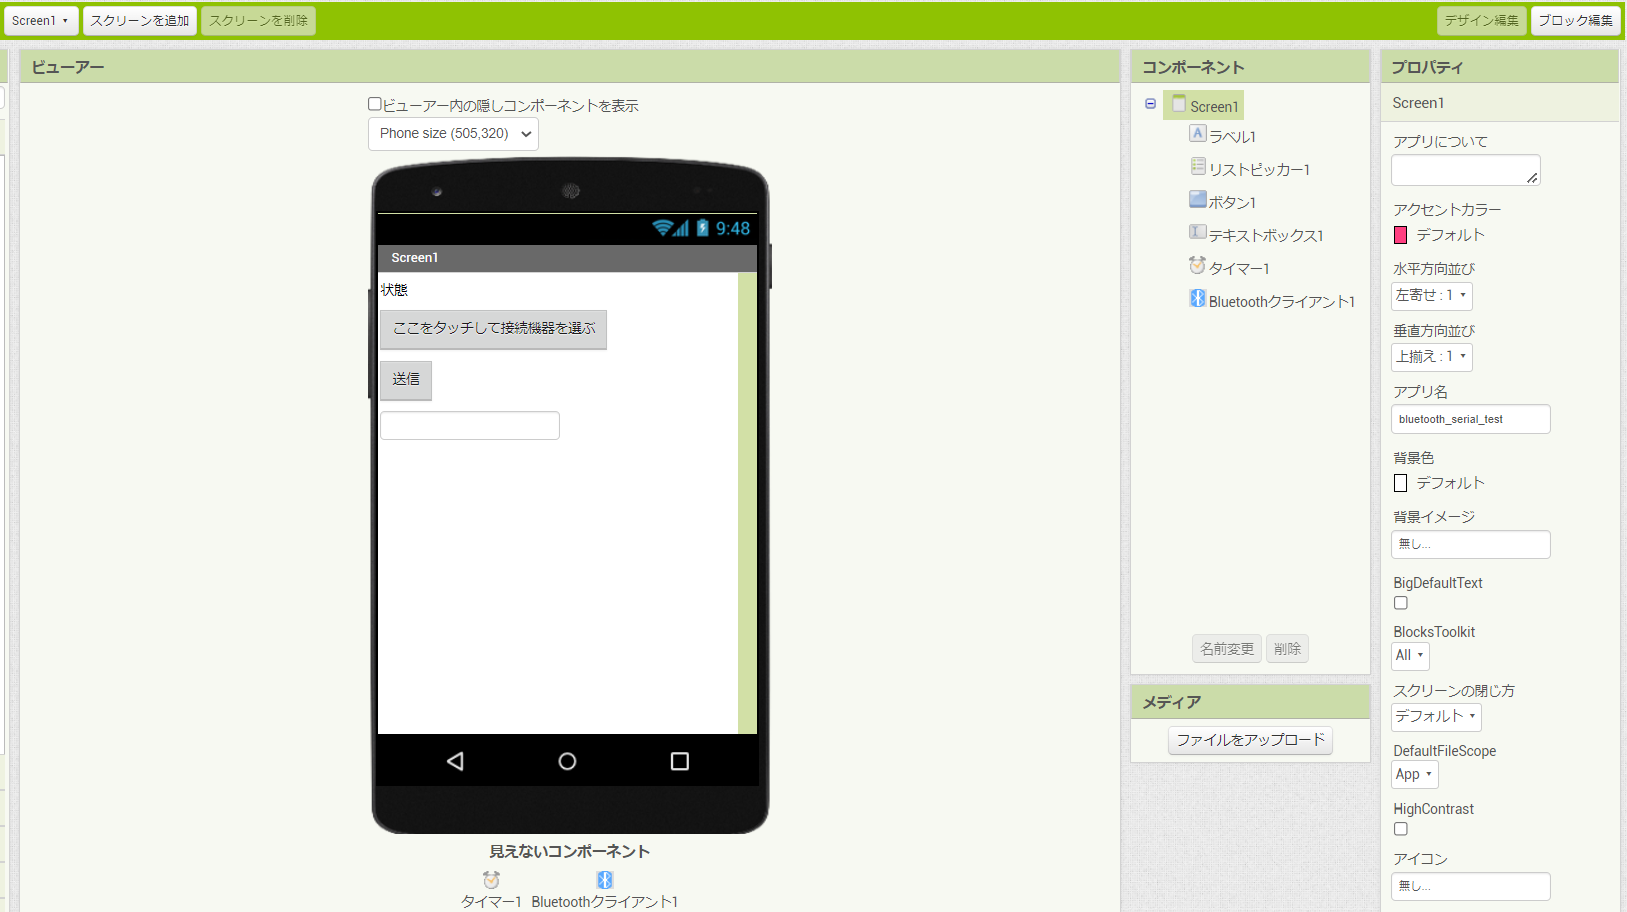 Screen1
スクリーンを追加
スクリーンを削除
デザイン編集
ブロック編集
ビューアー
ビューアー内の隠しコンポーネントを表示
Phone size (505,320)
9:48
Screen1
状態
ここをタッチして接続機器を選ぶ
送信
見えないコンポーネント
タイマー1
Bluetoothクライアント1
コンポーネント
Screen1
ラベル1
リストピッカー1
ボタン1
テキストボックス1
タイマー1
Bluetoothクライアント1
名前変更
削除
メディア
ファイルをアップロード
プロパティ
Screen1
アプリについて
アクセントカラー
デフォルト
水平方向並び
左寄せ : 1
垂直方向並び
上揃え : 1
アプリ名
bluetooth_serial_test
背景色
デフォルト
背景イメージ
無し...
BigDefaultText
BlocksToolkit
All
スクリーンの閉じ方
デフォルト
DefaultFileScope
App
HighContrast
アイコン
無し...